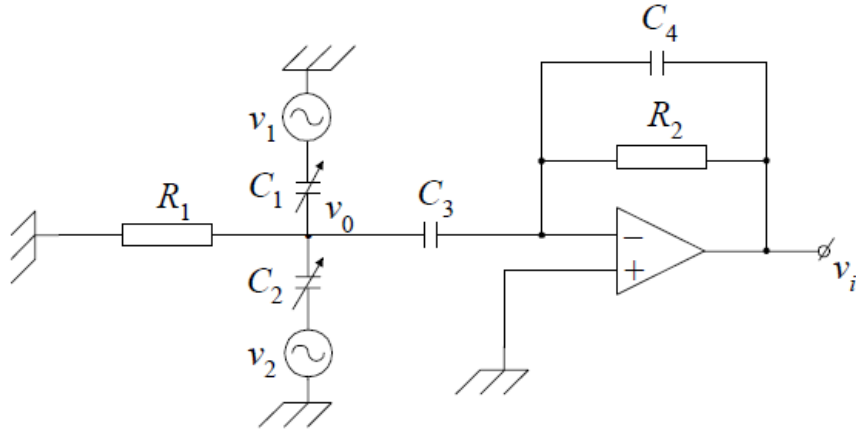 C₄
v₁
R₂
C₁
C₃
R₁
v₀
−
+
C₂
vᵢ
v₂